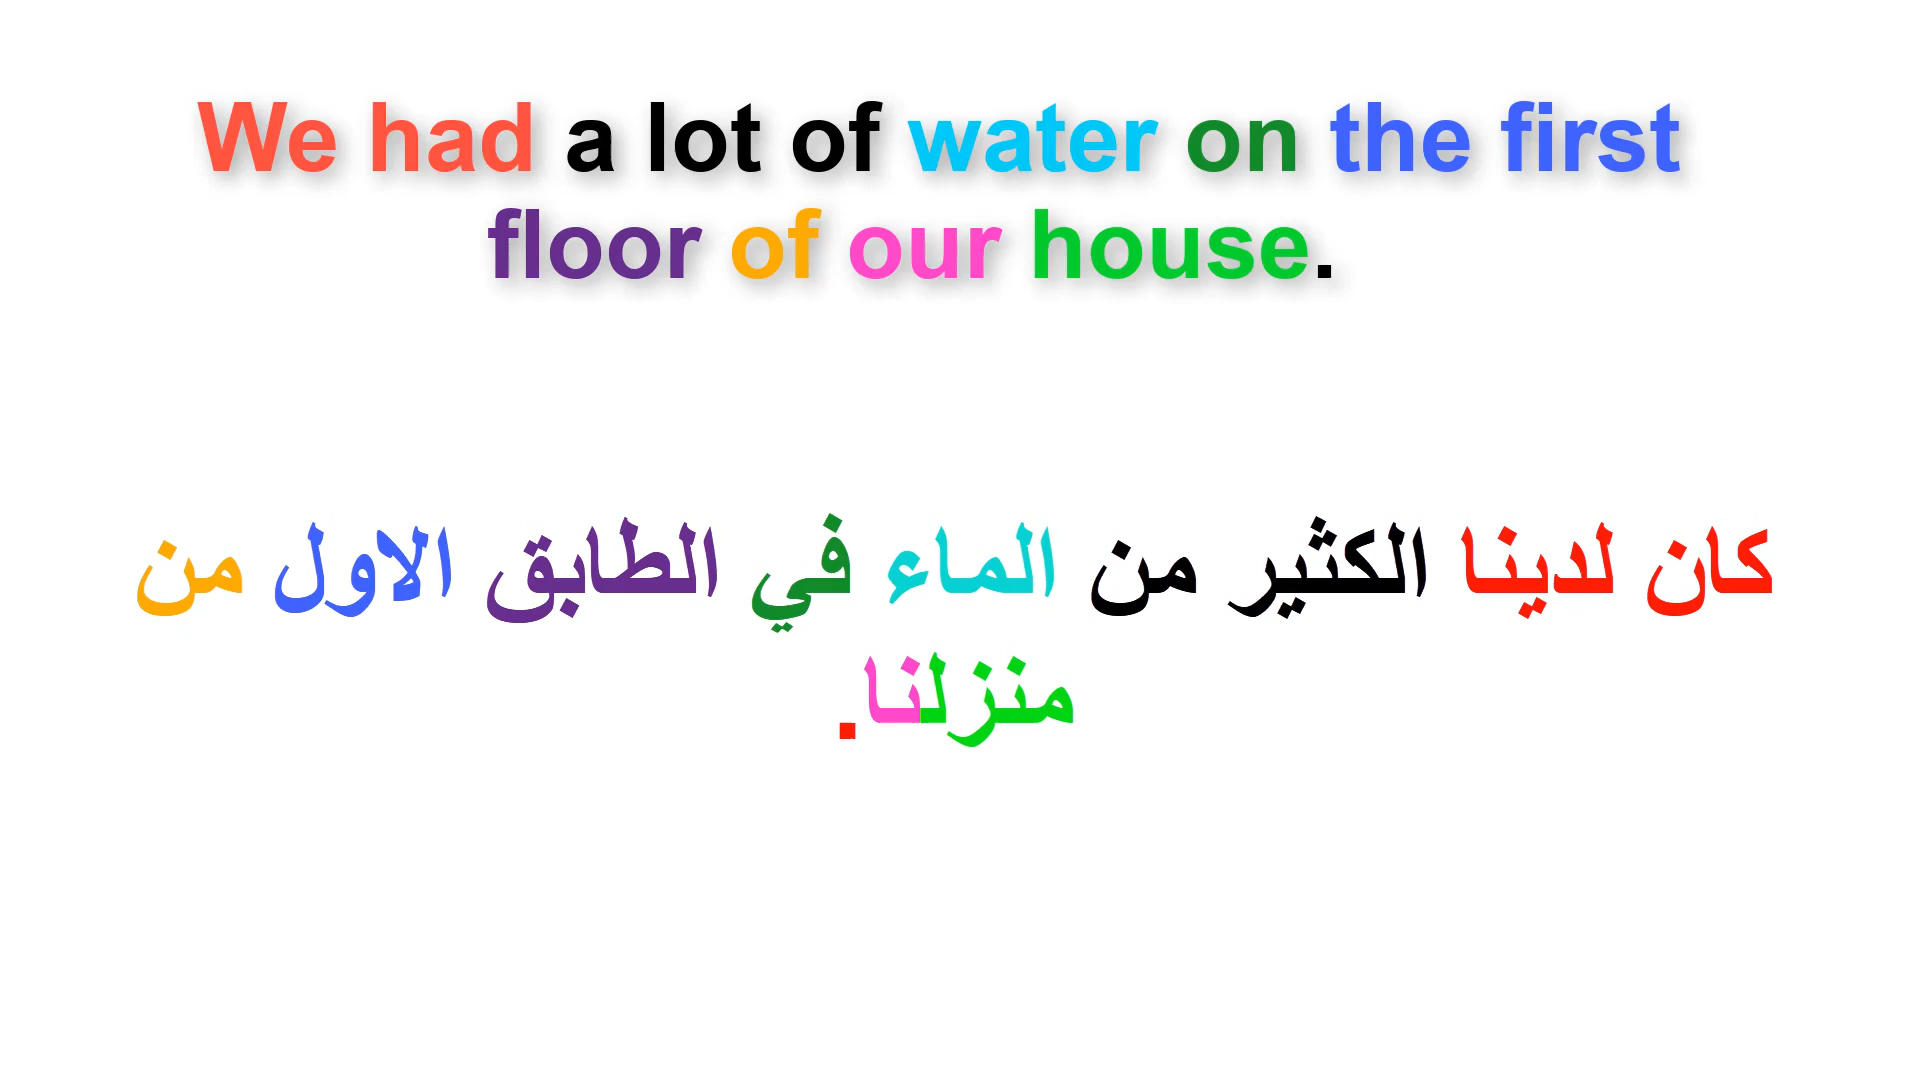 We had a lot of water on the first
floor of our house.
كان لدينا الكثير من الماء في الطابق الاول من
منزلنا.